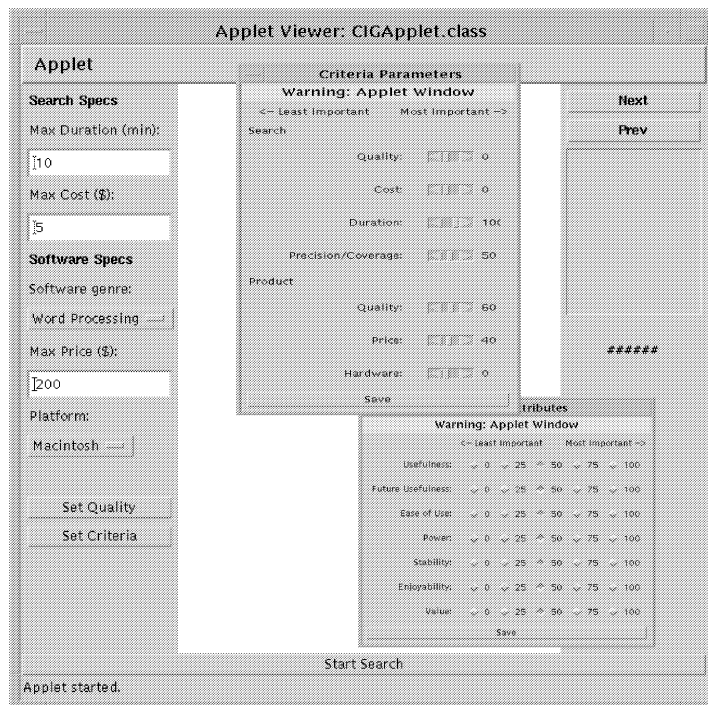 Applet Viewer: CIGApplet.class
Applet
Search Specs
Max Duration (min):
10
Max Cost ($):
5
Software Specs
Software genre:
Word Processing
Max Price ($):
200
Platform:
Macintosh
Set Quality
Set Criteria
Criteria Parameters
Warning: Applet Window
<- Least Important Most Important ->
Search
Quality: 0
Cost: 0
Duration: 100
Precision/Coverage: 50
Product
Quality: 60
Price: 40
Hardware: 0
Save
Next
Prev
######
tributes
Warning: Applet Window
<- Least Important Most Important ->
Usefulness: 0 25 50 75 100
Future Usefulness: 0 25 50 75 100
Ease of Use: 0 25 50 75 100
Power: 0 25 50 75 100
Stability: 0 25 50 75 100
Enjoyability: 0 25 50 75 100
Value: 0 25 50 75 100
Save
Start Search
Applet started.